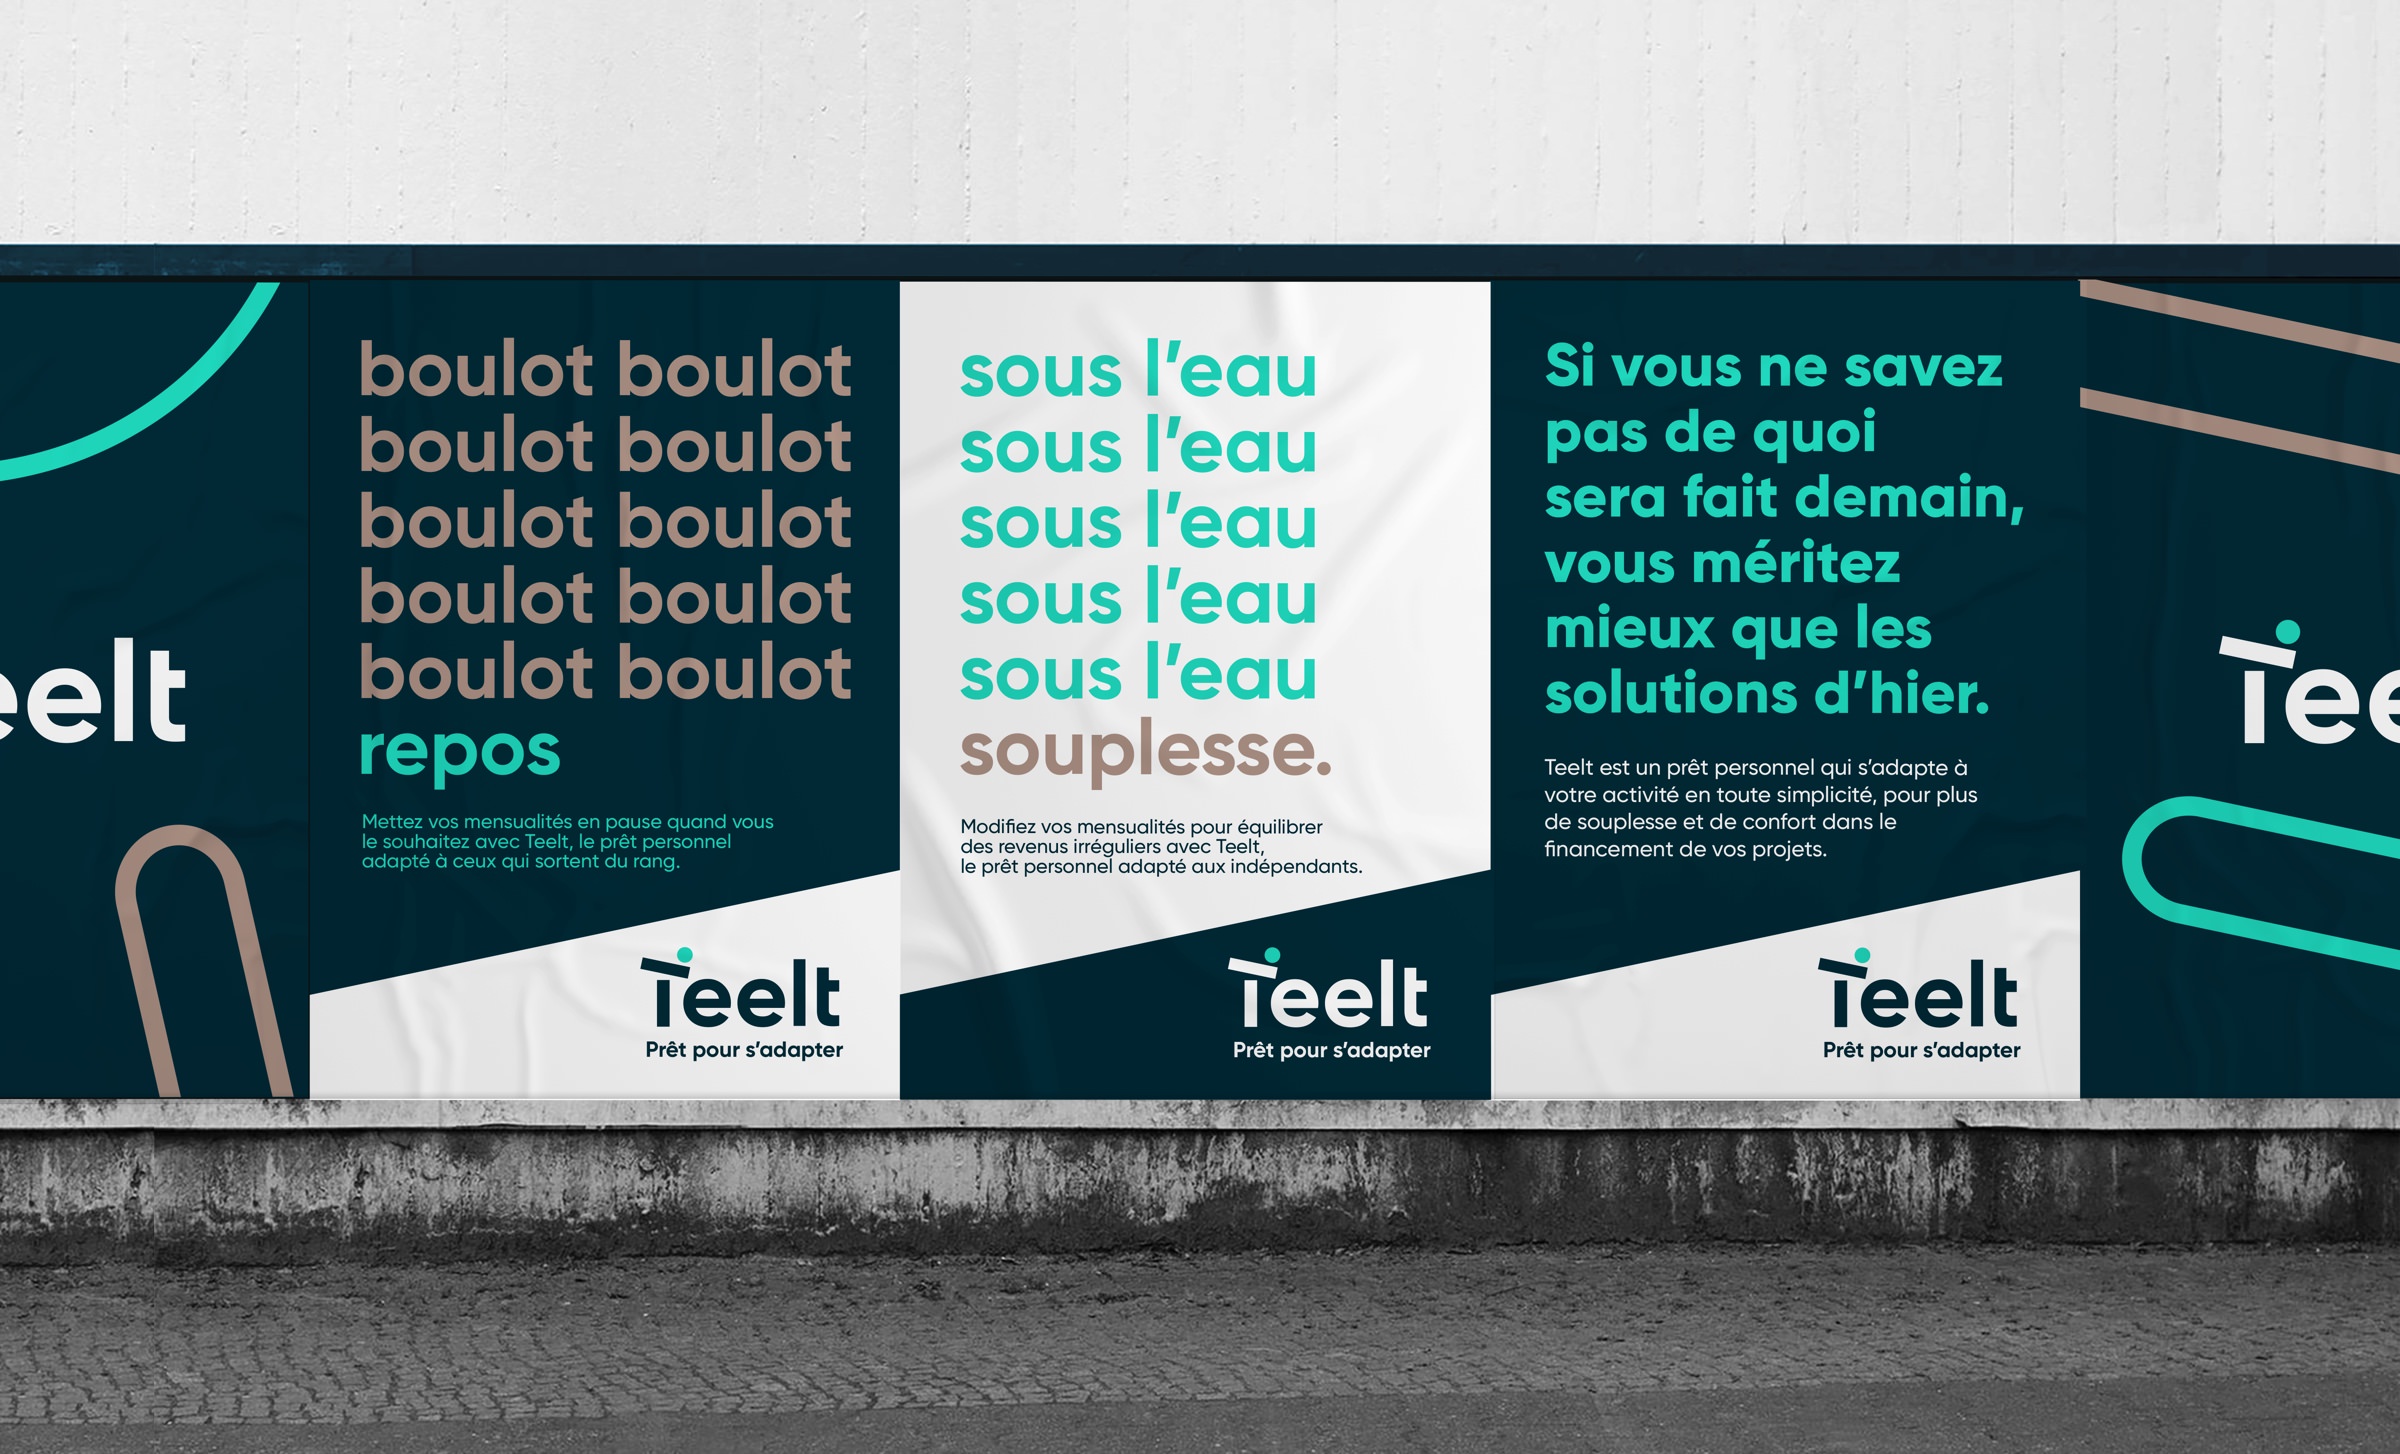 eelt
boulot boulot
boulot boulot
boulot boulot
boulot boulot
boulot boulot
repos
Mettez vos mensualités en pause quand vous
le souhaitez avec Teelt, le prêt personnel
adapté à ceux qui sortent du rang.
Teelt
Prêt pour s’adapter
sous l’eau
sous l’eau
sous l’eau
sous l’eau
sous l’eau
souplesse.
Modifiez vos mensualités pour équilibrer
des revenus irréguliers avec Teelt,
le prêt personnel adapté aux indépendants.
Teelt
Prêt pour s’adapter
Si vous ne savez
pas de quoi
sera fait demain,
vous méritez
mieux que les
solutions d’hier.
Teelt est un prêt personnel qui s’adapte à
votre activité en toute simplicité, pour plus
de souplesse et de confort dans le
financement de vos projets.
Teelt
Prêt pour s’adapter
Tee